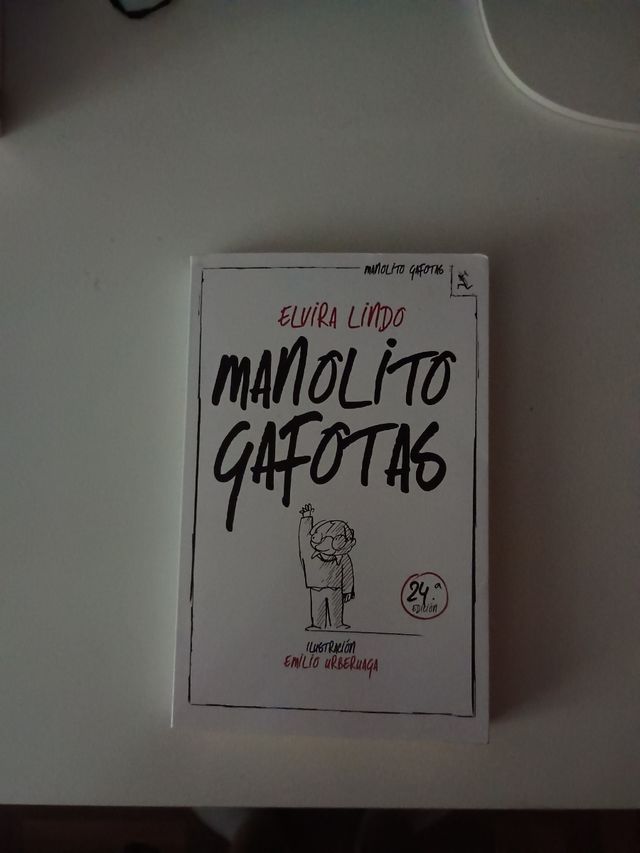 MANOLITO GAFOTAS
ELVIRA LINDO
MANOLITO
GAFOTAS
24.ª
EDICIÓN
ILUSTRACIÓN
EMILIO URBERUAGA